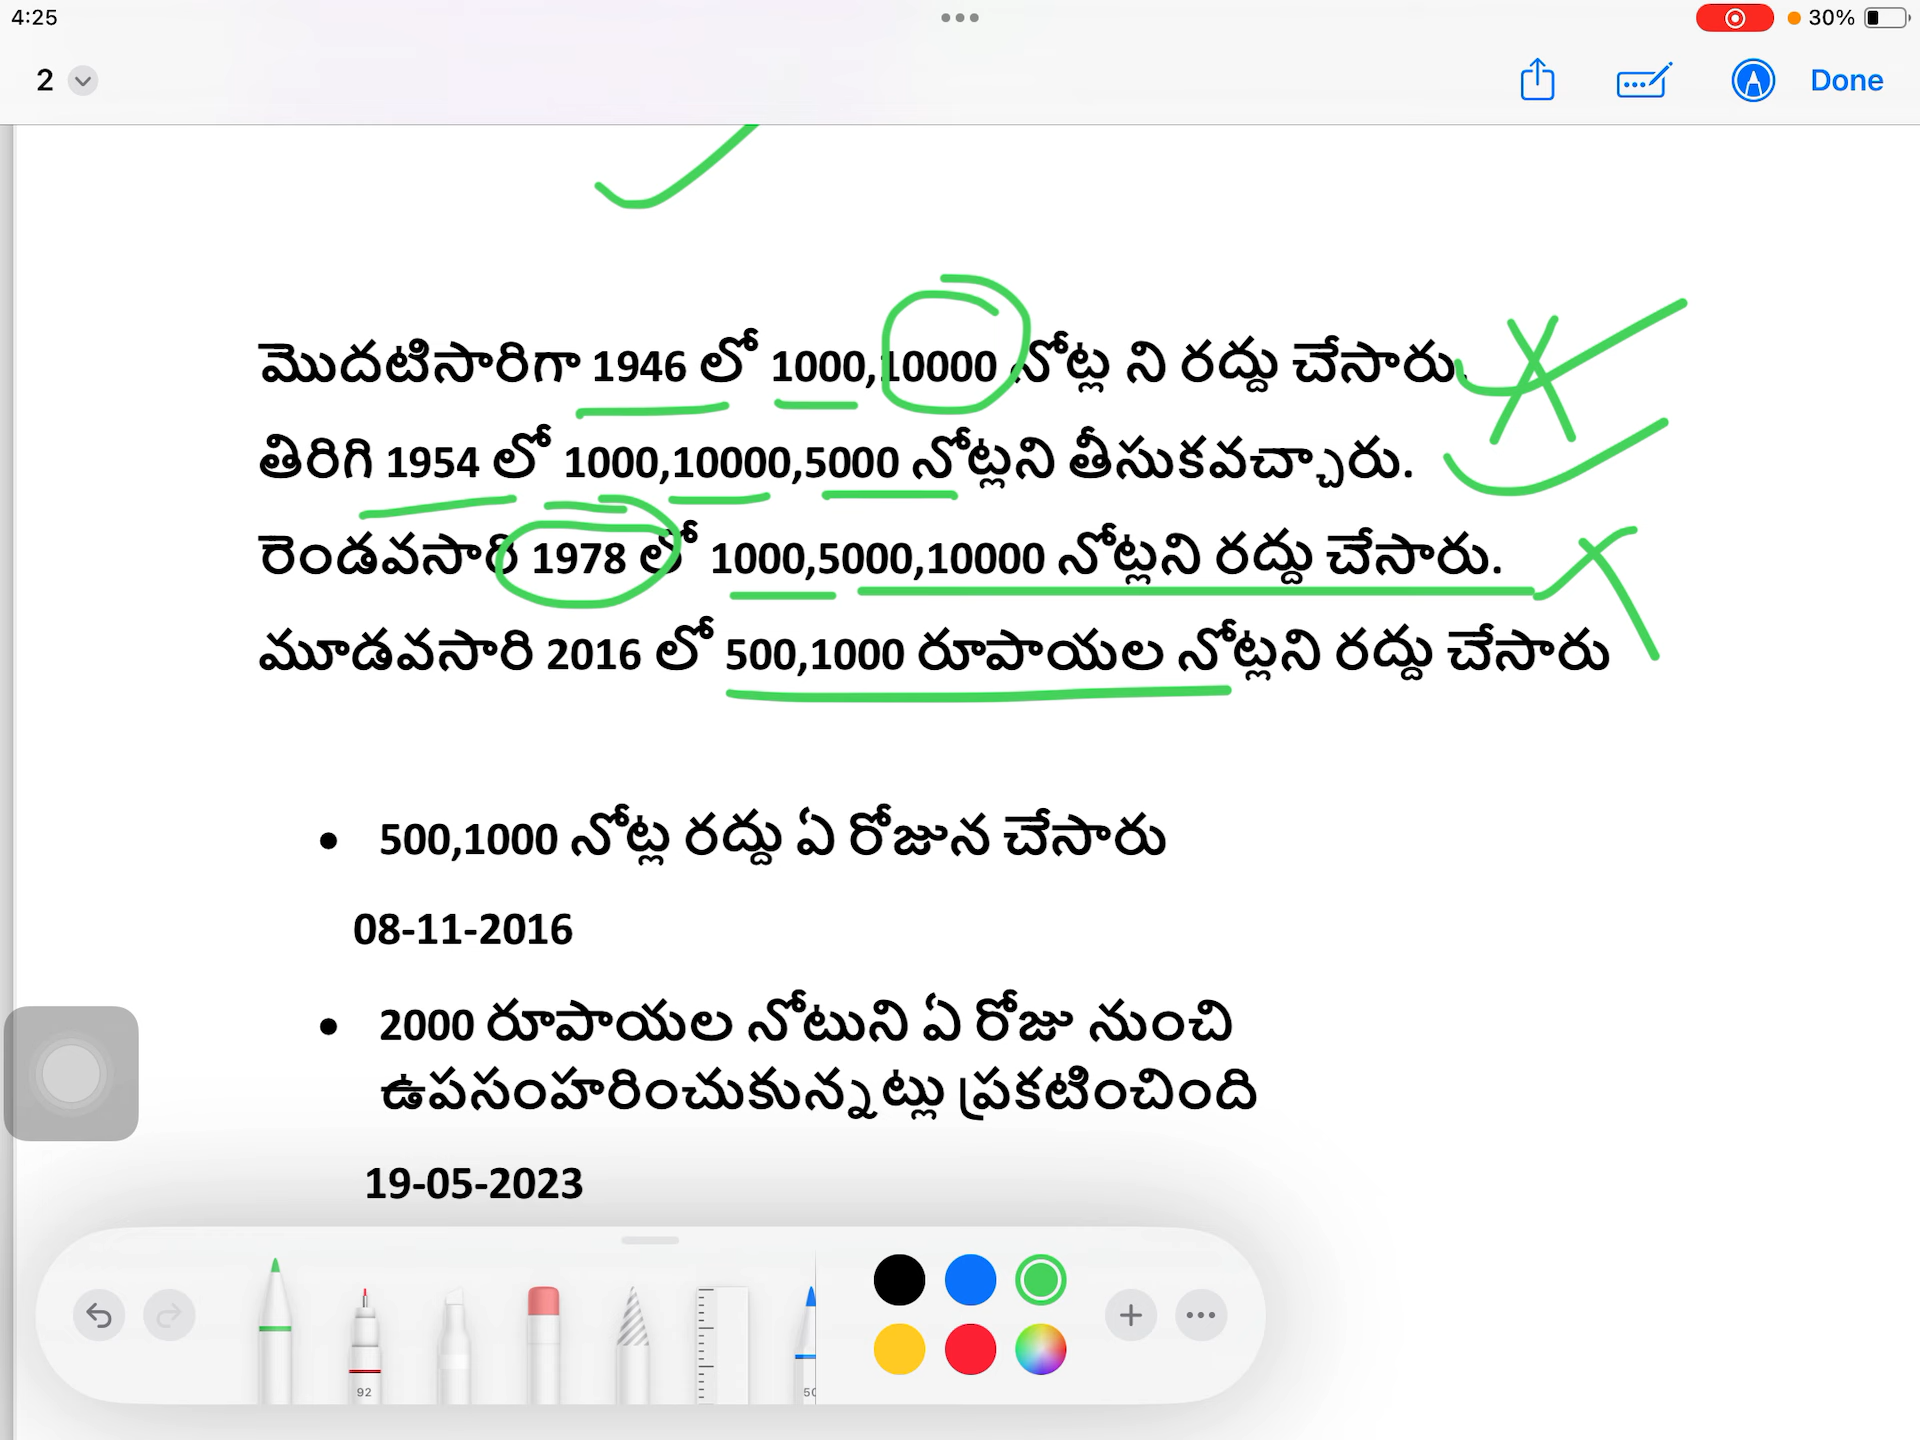 4:25
30%
2
Done
మొదటిసారిగా 1946 లో 1000,10000 నోట్ల ని రద్దు చేసారు.
తిరిగి 1954 లో 1000,10000,5000 నోట్లని తీసుకవచ్చారు.
రెండవసారి 1978 లో 1000,5000,10000 నోట్లని రద్దు చేసారు.
మూడవసారి 2016 లో 500,1000 రూపాయల నోట్లని రద్దు చేసారు
• 500,1000 నోట్ల రద్దు ఏ రోజున చేసారు
08-11-2016
• 2000 రూపాయల నోటుని ఏ రోజు నుంచి
ఉపసంహరించుకున్నట్లు ప్రకటించింది
19-05-2023
92
50